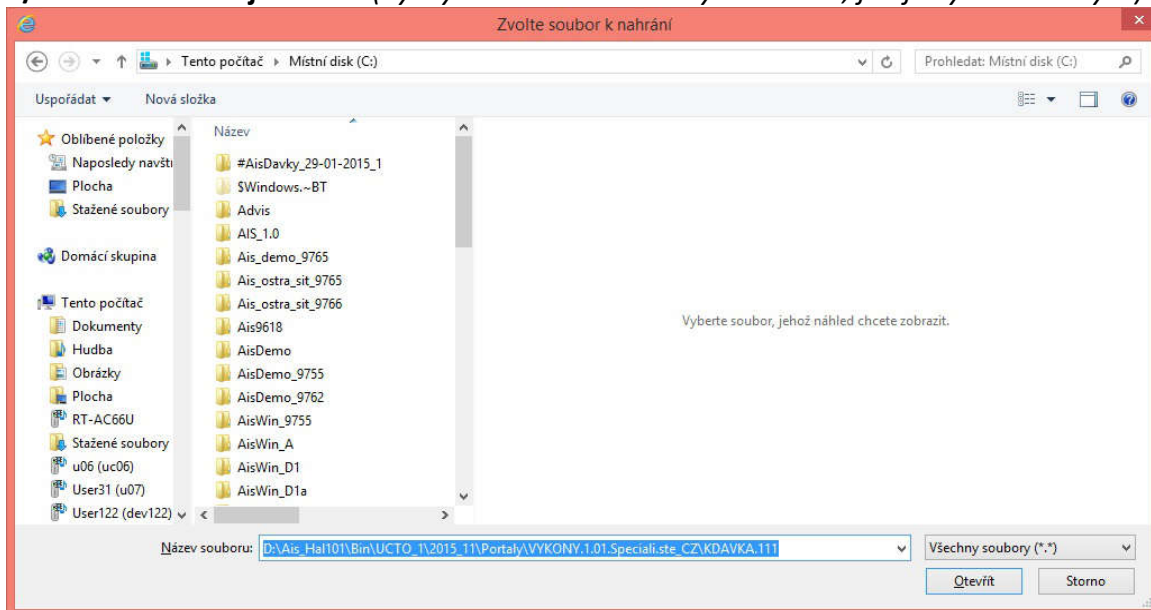 Zvolte soubor k nahrání
Tento počítač ▸ Místní disk (C:)
Prohledat: Místní disk (C:)
Uspořádat
Nová složka
Název
Oblíbené položky
Naposledy navšti
Plocha
Stažené soubory
Domácí skupina
Tento počítač
Dokumenty
Hudba
Obrázky
Plocha
RT-AC66U
Stažené soubory
u06 (uc06)
User31 (u07)
User122 (dev122)
#AisDavky_29-01-2015_1
$Windows.~BT
Advis
AIS_1.0
Ais_demo_9765
Ais_ostra_sit_9765
Ais_ostra_sit_9766
Ais9618
AisDemo
AisDemo_9755
AisDemo_9762
AisWin_9755
AisWin_A
AisWin_D1
AisWin_D1a
Vyberte soubor, jehož náhled chcete zobrazit.
Název souboru: D:\Ais_Hal101\Bin\UCTO_1\2015_11\Portaly\VYKONY.1.01.Speciali.ste_CZ\KDAVKA.111
Všechny soubory (*.*)
Otevřít
Storno